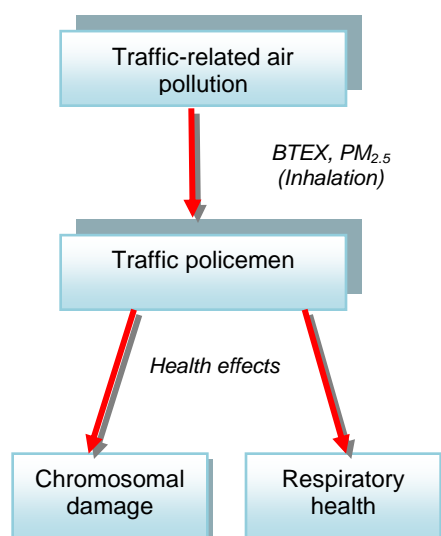 Traffic-related air
pollution
BTEX, PM₂.₅
(Inhalation)
Traffic policemen
Health effects
Chromosomal
damage
Respiratory
health